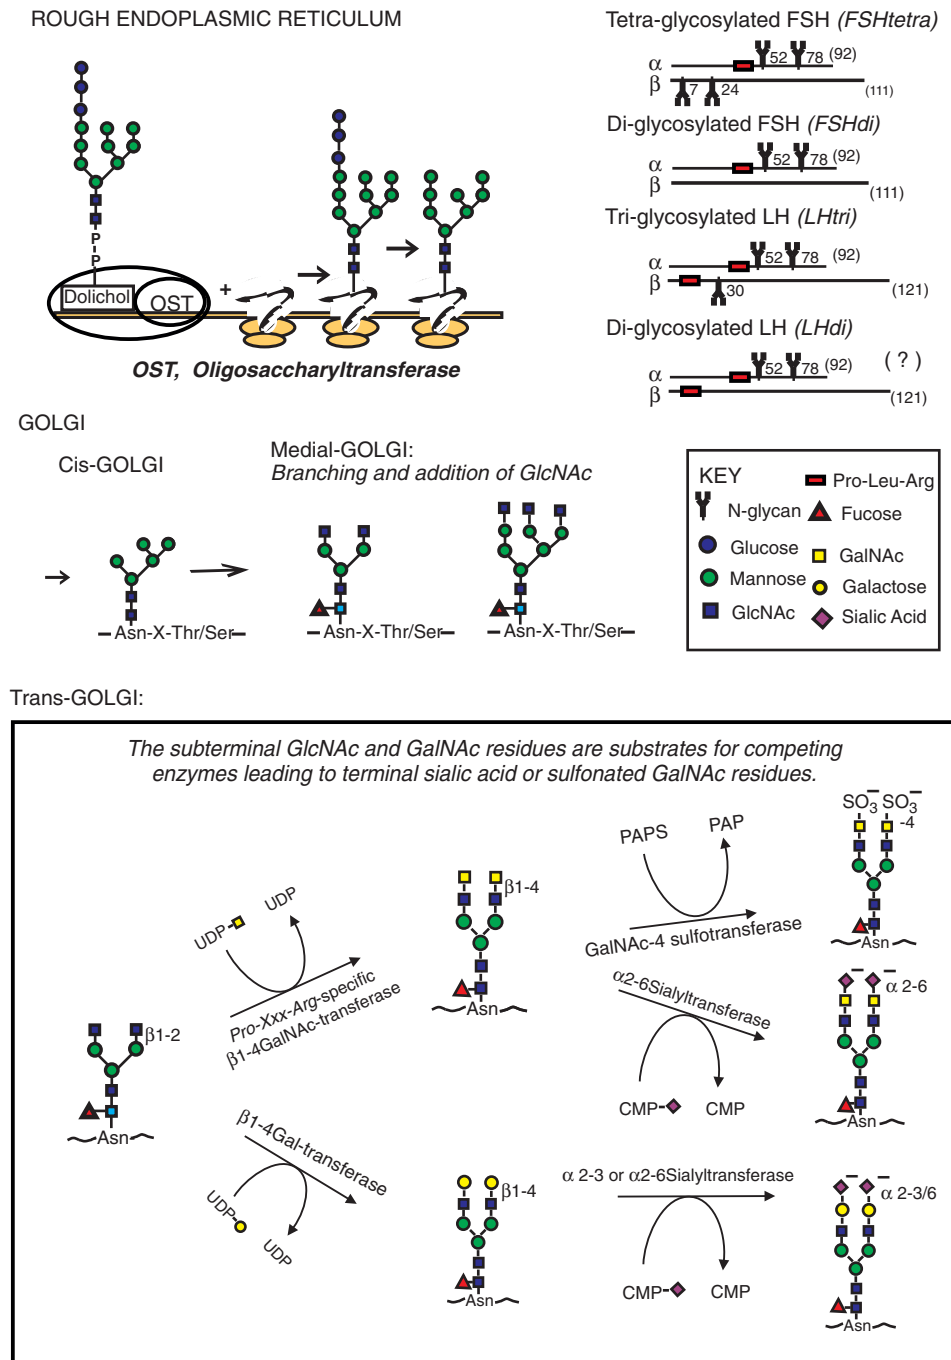 ROUGH ENDOPLASMIC RETICULUM
P
P
Dolichol
OST
+
OST, Oligosaccharyltransferase
Tetra-glycosylated FSH (FSHtetra)
α 52 78 (92)
β 7 24 (111)
Di-glycosylated FSH (FSHdi)
α 52 78 (92)
β (111)
Tri-glycosylated LH (LHtri)
α 52 78 (92)
β 30 (121)
Di-glycosylated LH (LHdi)
α 52 78 (92) ( ? )
β (121)
GOLGI
Cis-GOLGI
Medial-GOLGI:
Branching and addition of GlcNAc
Asn-X-Thr/Ser
Asn-X-Thr/Ser
Asn-X-Thr/Ser
KEY
N-glycan
Glucose
Mannose
GlcNAc
Pro-Leu-Arg
Fucose
GalNAc
Galactose
Sialic Acid
Trans-GOLGI:
The subterminal GlcNAc and GalNAc residues are substrates for competing
enzymes leading to terminal sialic acid or sulfonated GalNAc residues.
β1-2
Asn
UDP
UDP
Pro-Xxx-Arg-specific
β1-4GalNAc-transferase
β1-4
Asn
PAPS
PAP
GalNAc-4 sulfotransferase
SO3− SO3−
-4
Asn
α2-6Sialyltransferase
CMP
CMP
− − α 2-6
Asn
β1-4Gal-transferase
UDP
UDP
β1-4
Asn
α 2-3 or α2-6Sialyltransferase
CMP
CMP
− − α 2-3/6
Asn